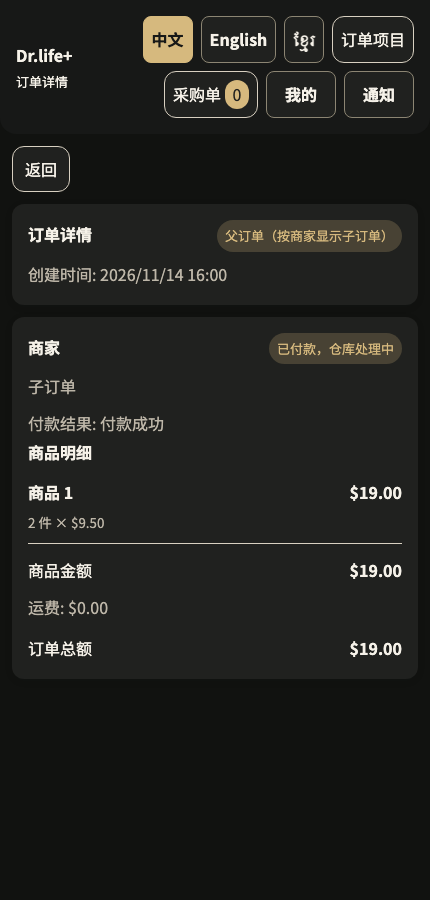 Dr.life+
订单详情
中文
English
ខ្មែរ
订单项目
采购单 0
我的
通知
返回
订单详情
父订单（按商家显示子订单）
创建时间: 2026/11/14 16:00
商家
已付款，仓库处理中
子订单
付款结果: 付款成功
商品明细
商品 1 $19.00
2 件 × $9.50
商品金额 $19.00
运费: $0.00
订单总额 $19.00